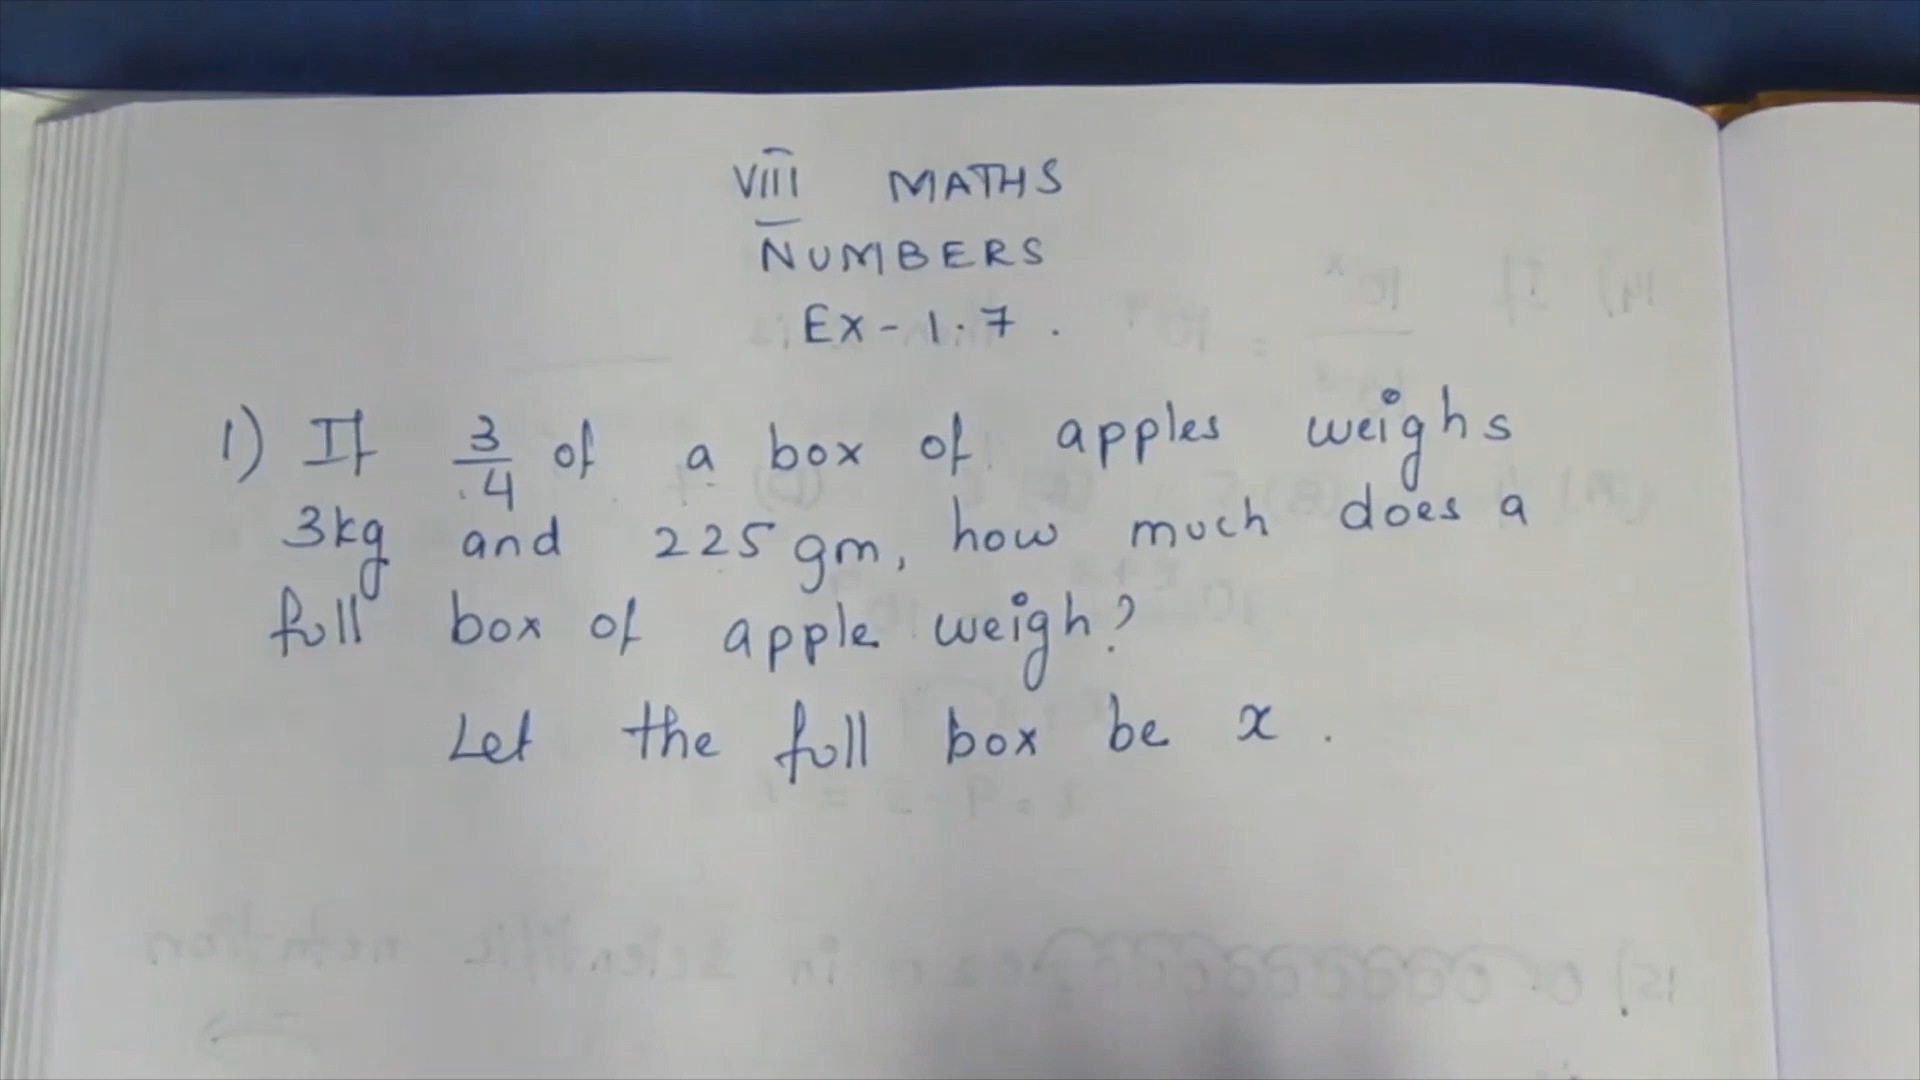 VIII MATHS
NUMBERS
Ex - 1.7.
1) If 3/4 of a box of apples weighs
3kg and 225 gm, how much does a
full box of apple weigh?
Let the full box be x.